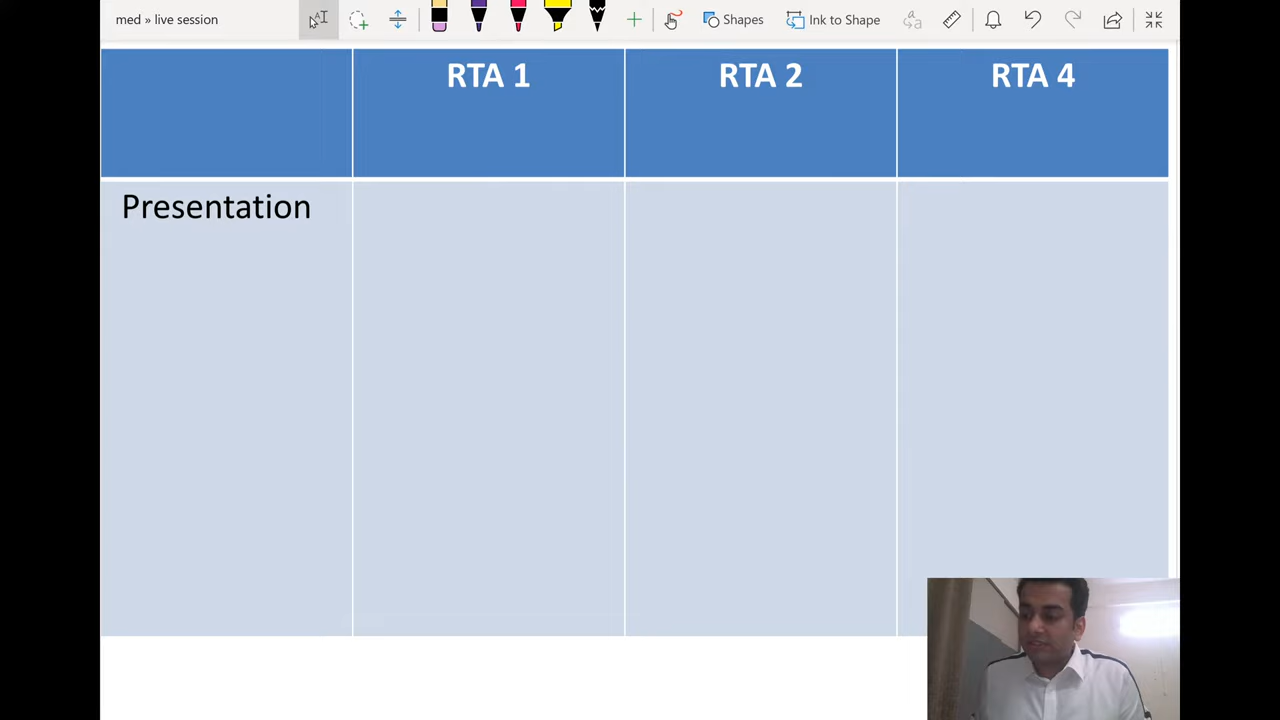 med » live session
Shapes
Ink to Shape
RTA 1
RTA 2
RTA 4
Presentation